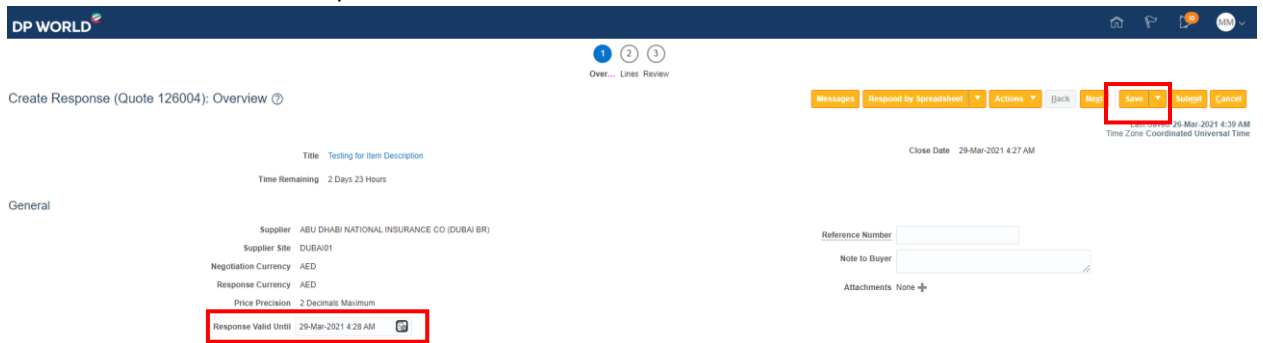 DP WORLD
10
MM
1 2 3
Over... Lines Review
Create Response (Quote 126004): Overview ?
Messages Respond by Spreadsheet Actions Back Next Save Submit Cancel
Last Saved 26-Mar-2021 4:39 AM
Time Zone Coordinated Universal Time
Title Testing for Item Description
Close Date 29-Mar-2021 4:27 AM
Time Remaining 2 Days 23 Hours
General
Supplier ABU DHABI NATIONAL INSURANCE CO (DUBAI BR)
Reference Number
Supplier Site DUBAI01
Note to Buyer
Negotiation Currency AED
Response Currency AED
Attachments None
Price Precision 2 Decimals Maximum
Response Valid Until 29-Mar-2021 4:28 AM